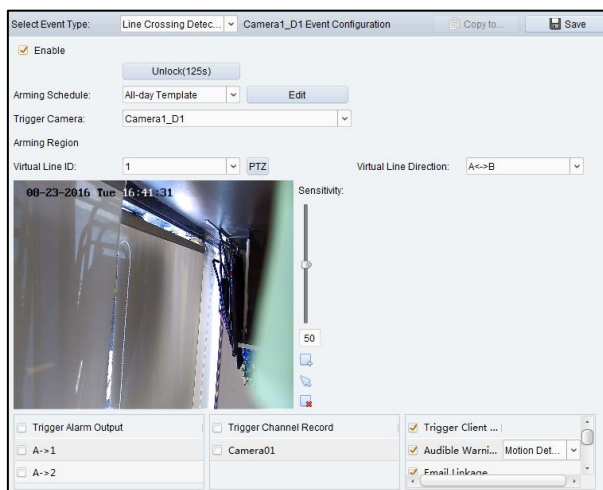 Select Event Type: Line Crossing Detec... Camera1_D1 Event Configuration Copy to... Save
Enable
Unlock(125s)
Arming Schedule: All-day Template Edit
Trigger Camera: Camera1_D1
Arming Region
Virtual Line ID: 1 PTZ Virtual Line Direction: A<->B
08-23-2016 Tue 16:41:31 Sensitivity:
50
Trigger Alarm Output Trigger Channel Record Trigger Client ...
A->1 Camera01 Audible Warni... Motion Det...
A->2 Email Linkage